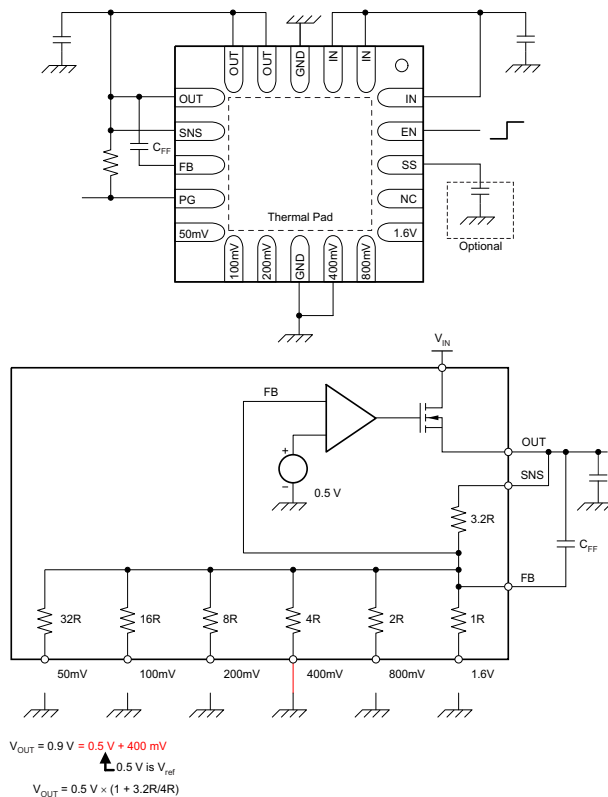 OUT
OUT
GND
IN
IN
OUT
SNS
FB
PG
50mV
C_FF
IN
EN
SS
NC
1.6V
Thermal Pad
Optional
100mV
200mV
GND
400mV
800mV
V_IN
FB
OUT
SNS
+
−
0.5 V
3.2R
C_FF
FB
32R
16R
8R
4R
2R
1R
50mV
100mV
200mV
400mV
800mV
1.6V
V_OUT = 0.9 V = 0.5 V + 400 mV
0.5 V is V_ref
V_OUT = 0.5 V × (1 + 3.2R/4R)